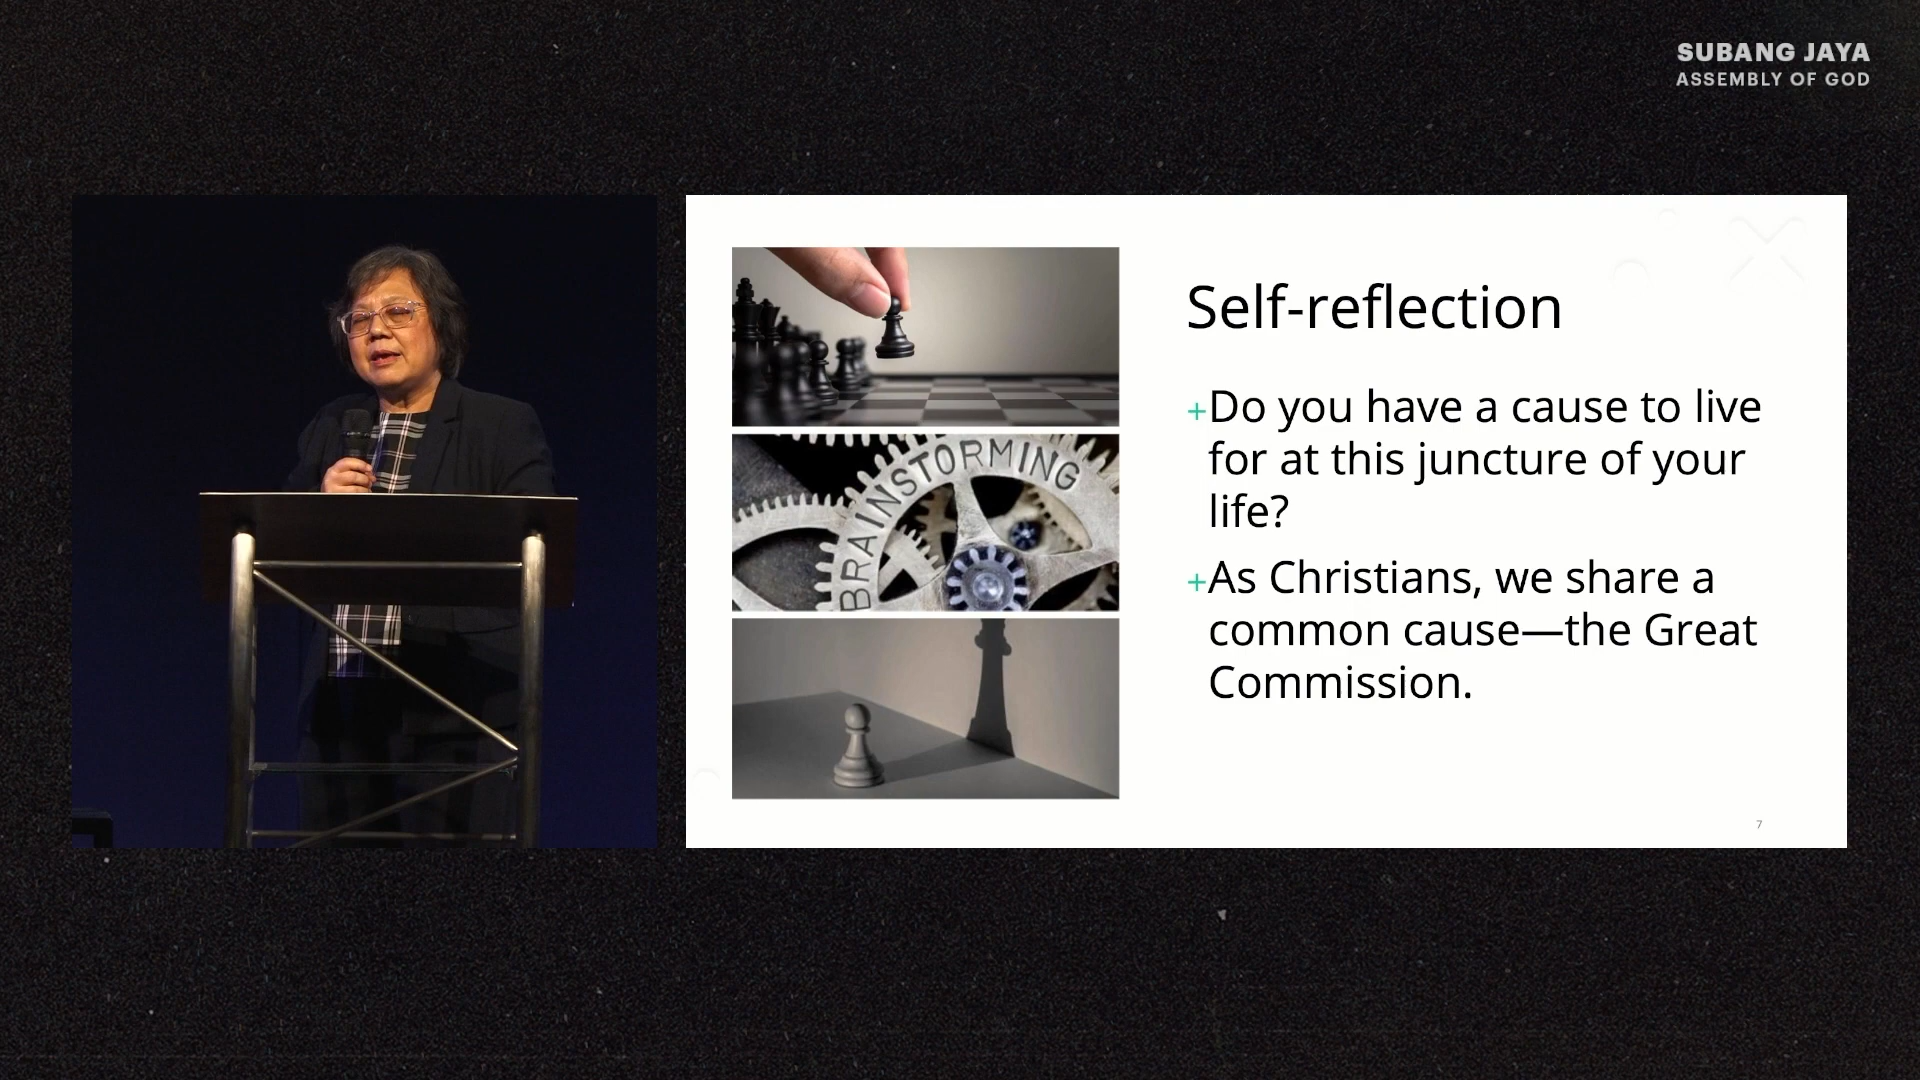 SUBANG JAYA
ASSEMBLY OF GOD
BRAINSTORMING
Self-reflection
+Do you have a cause to live
for at this juncture of your
life?
+As Christians, we share a
common cause—the Great
Commission.
7